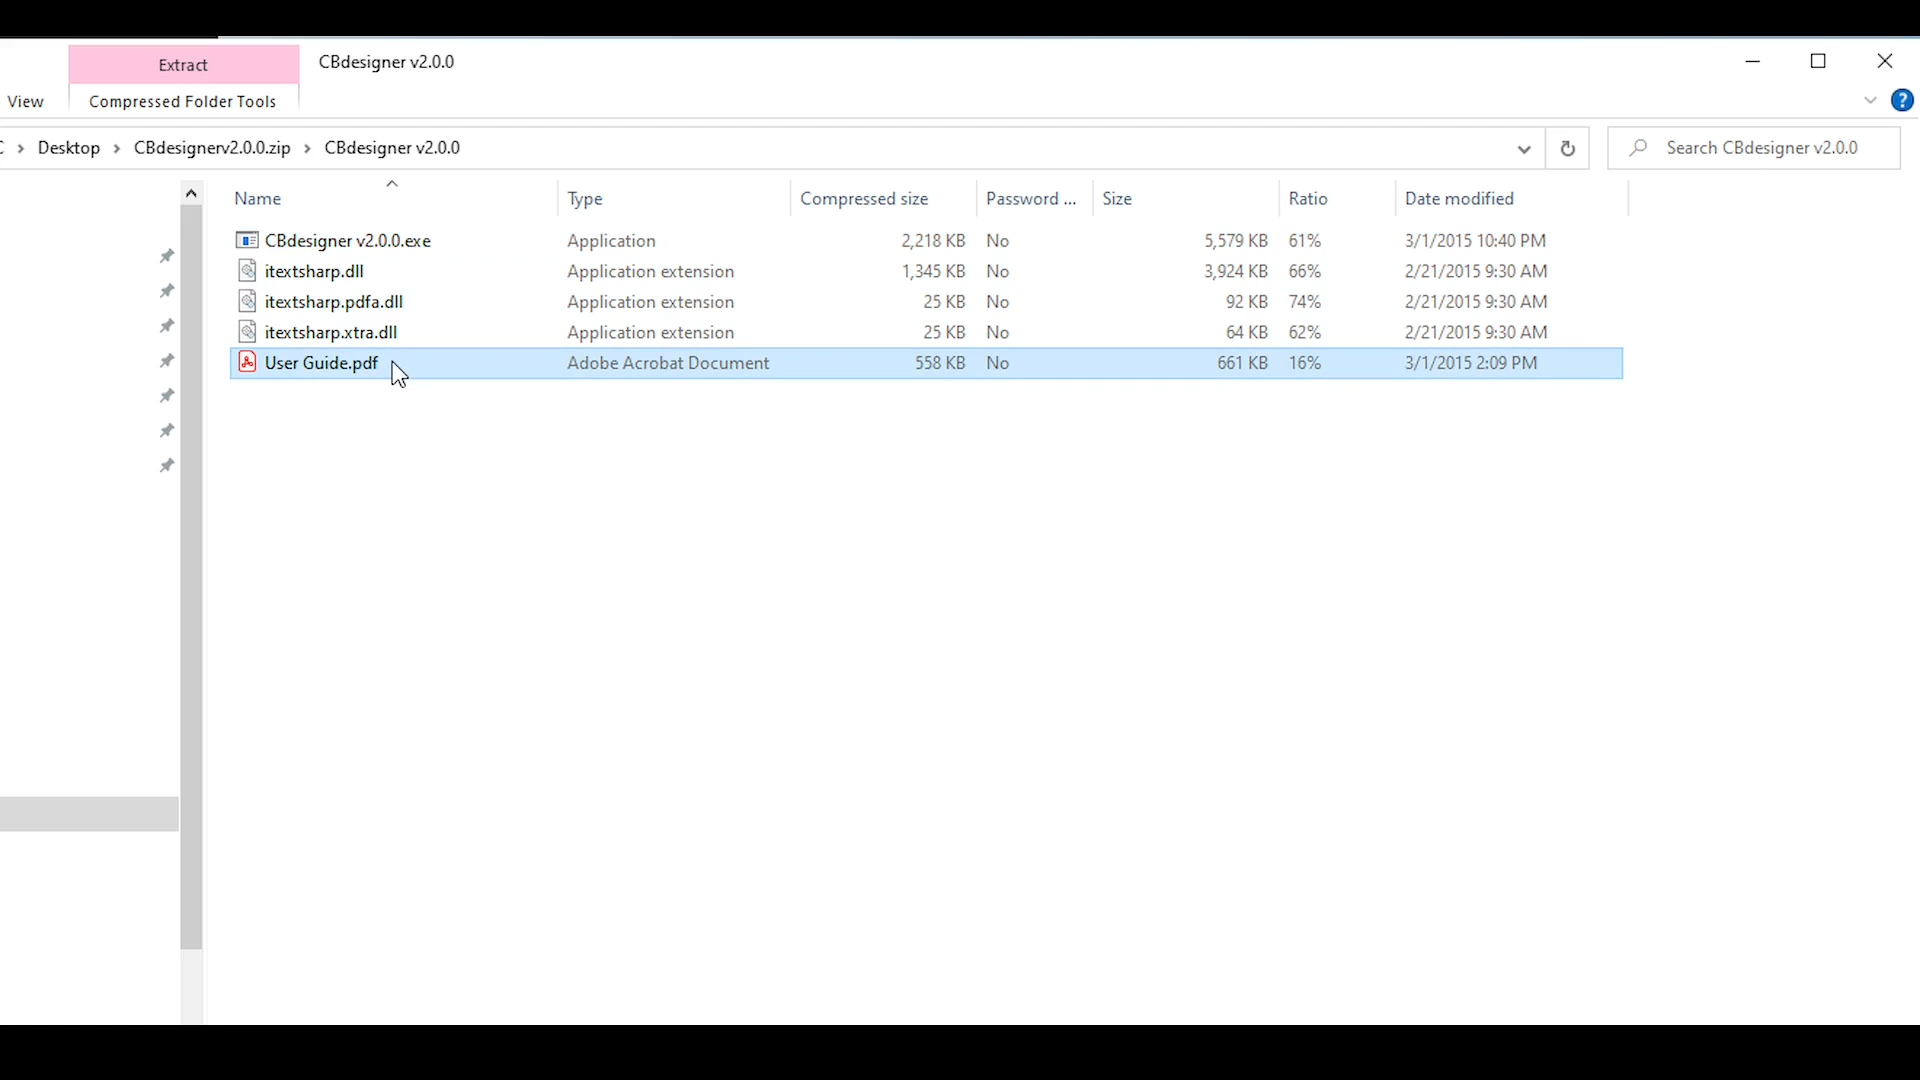 Extract CBdesigner v2.0.0
View Compressed Folder Tools
Desktop CBdesignerv2.0.0.zip CBdesigner v2.0.0 Search CBdesigner v2.0.0
Name Type Compressed size Password ... Size Ratio Date modified
CBdesigner v2.0.0.exe Application 2,218 KB No 5,579 KB 61% 3/1/2015 10:40 PM
itextsharp.dll Application extension 1,345 KB No 3,924 KB 66% 2/21/2015 9:30 AM
itextsharp.pdfa.dll Application extension 25 KB No 92 KB 74% 2/21/2015 9:30 AM
itextsharp.xtra.dll Application extension 25 KB No 64 KB 62% 2/21/2015 9:30 AM
User Guide.pdf Adobe Acrobat Document 558 KB No 661 KB 16% 3/1/2015 2:09 PM